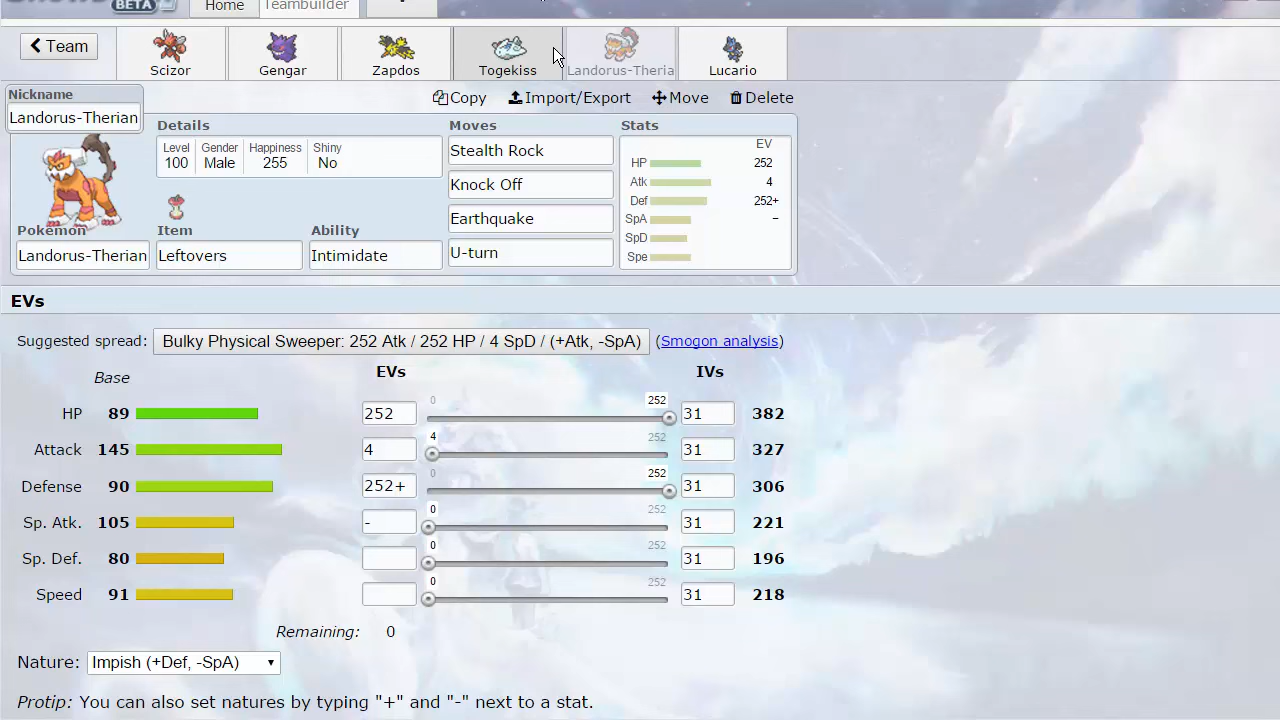 BETA Home Teambuilder
Team
Scizor Gengar Zapdos Togekiss Landorus-Theria Lucario
Nickname
Landorus-Therian
Copy Import/Export Move Delete
Details Moves Stats
Level Gender Happiness Shiny
100 Male 255 No
Stealth Rock
Knock Off
Earthquake
U-turn
EV
HP 252
Atk 4
Def 252+
SpA −
SpD
Spe
Pokémon Item Ability
Landorus-Therian Leftovers Intimidate
EVs
Suggested spread: Bulky Physical Sweeper: 252 Atk / 252 HP / 4 SpD / (+Atk, -SpA) (Smogon analysis)
Base EVs IVs
0 252
HP 89 252 31 382
4 252
Attack 145 4 31 327
0 252
Defense 90 252+ 31 306
0 252
Sp. Atk. 105 - 31 221
0 252
Sp. Def. 80 31 196
0 252
Speed 91 31 218
Remaining: 0
Nature: Impish (+Def, -SpA)
Protip: You can also set natures by typing "+" and "-" next to a stat.